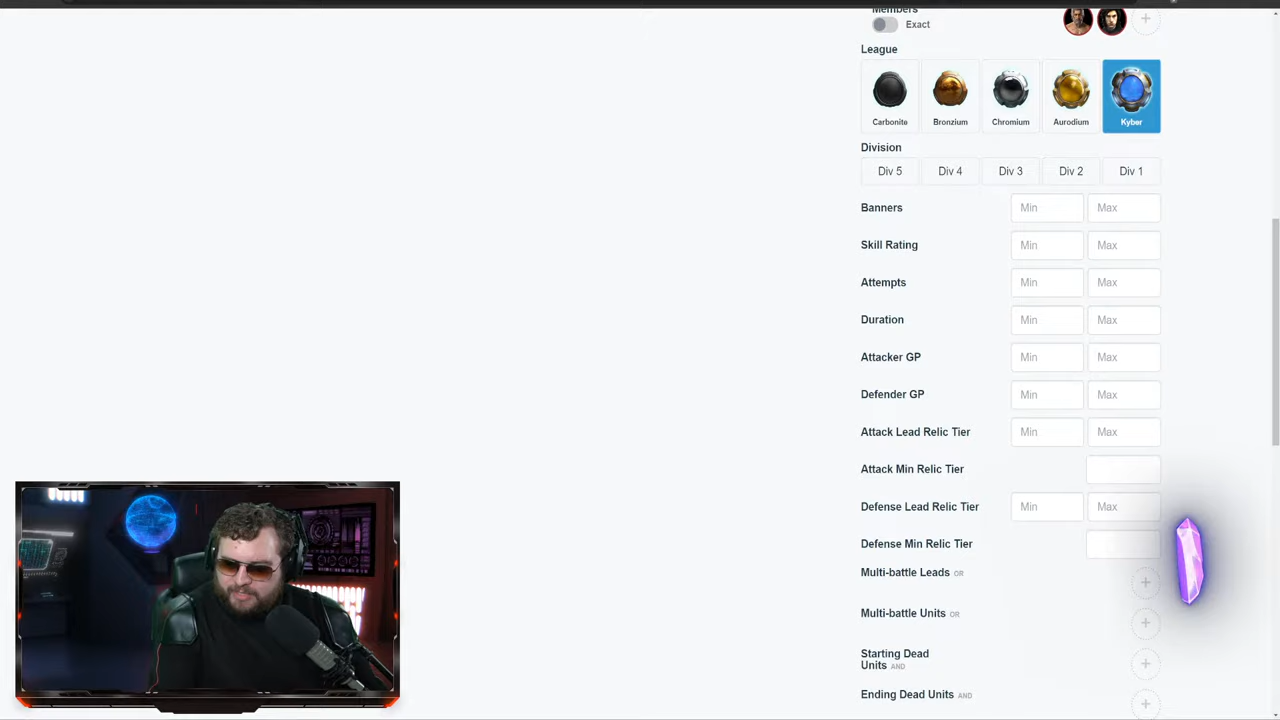 Members
Exact
League
Carbonite Bronzium Chromium Aurodium Kyber
Division
Div 5 Div 4 Div 3 Div 2 Div 1
Banners Min Max
Skill Rating Min Max
Attempts Min Max
Duration Min Max
Attacker GP Min Max
Defender GP Min Max
Attack Lead Relic Tier Min Max
Attack Min Relic Tier
Defense Lead Relic Tier Min Max
Defense Min Relic Tier
Multi-battle Leads OR
Multi-battle Units OR
Starting Dead
Units AND
Ending Dead Units AND